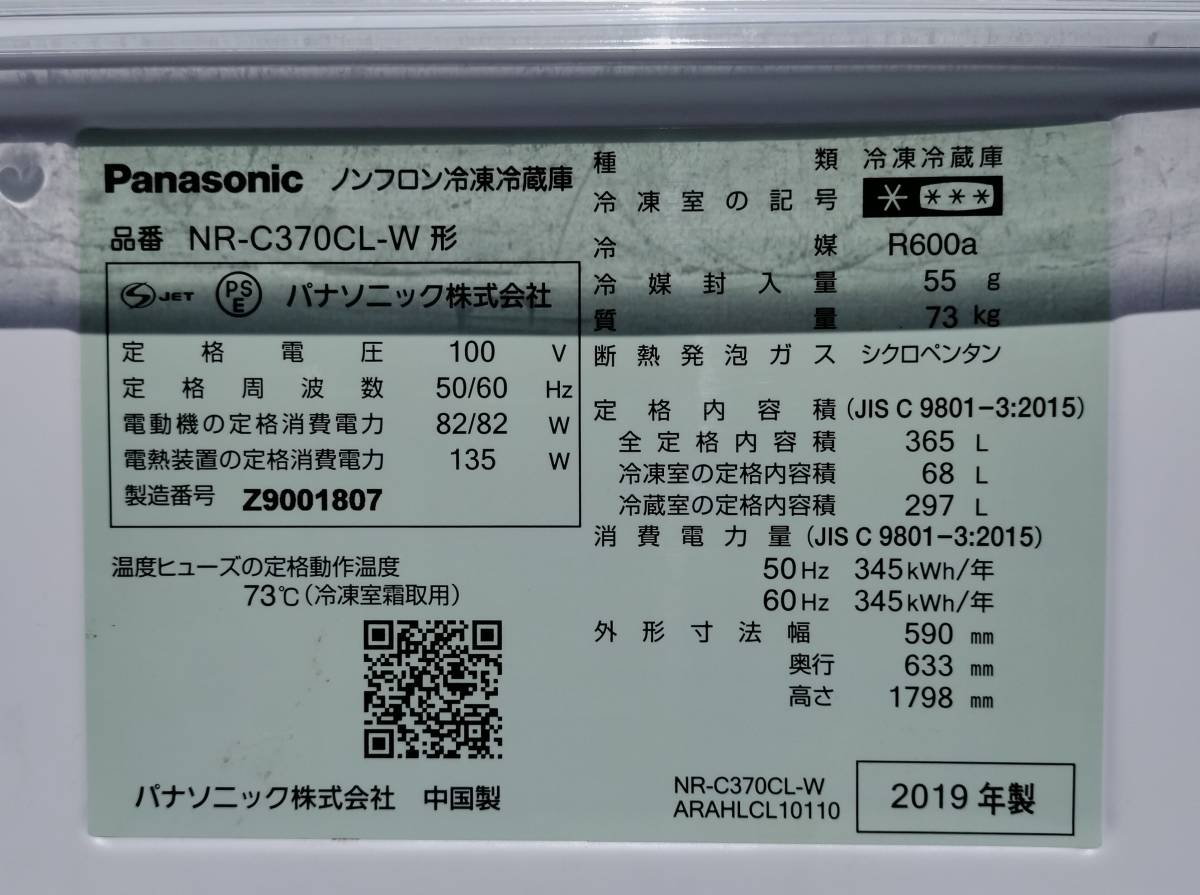 Panasonic ノンフロン冷凍冷蔵庫
品番 NR-C370CL-W 形
S JET PSE パナソニック株式会社
定格電圧 100 V
定格周波数 50/60 Hz
電動機の定格消費電力 82/82 W
電熱装置の定格消費電力 135 W
製造番号 Z9001807
温度ヒューズの定格動作温度
73℃(冷凍室霜取用)
パナソニック株式会社 中国製
種類 冷凍冷蔵庫
冷凍室の記号 * ***
冷媒 R600a
冷媒封入量 55 g
質量 73 kg
断熱発泡ガス シクロペンタン
定格内容積 (JIS C 9801-3:2015)
全定格内容積 365 L
冷凍室の定格内容積 68 L
冷蔵室の定格内容積 297 L
消費電力量 (JIS C 9801-3:2015)
50Hz 345kWh/年
60Hz 345kWh/年
外形寸法幅 590 mm
奥行 633 mm
高さ 1798 mm
NR-C370CL-W
ARAHLCL10110
2019年製